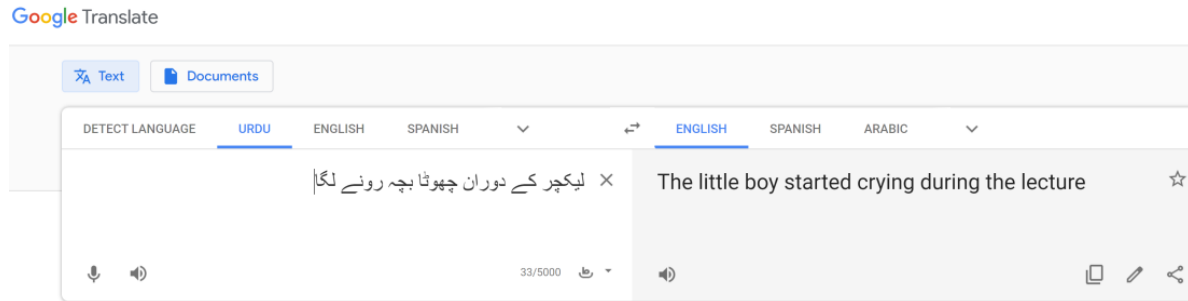 Google Translate
Text
Documents
DETECT LANGUAGE URDU ENGLISH SPANISH ENGLISH SPANISH ARABIC
لیکچر کے دوران چھوٹا بچہ رونے لگا
The little boy started crying during the lecture
33/5000